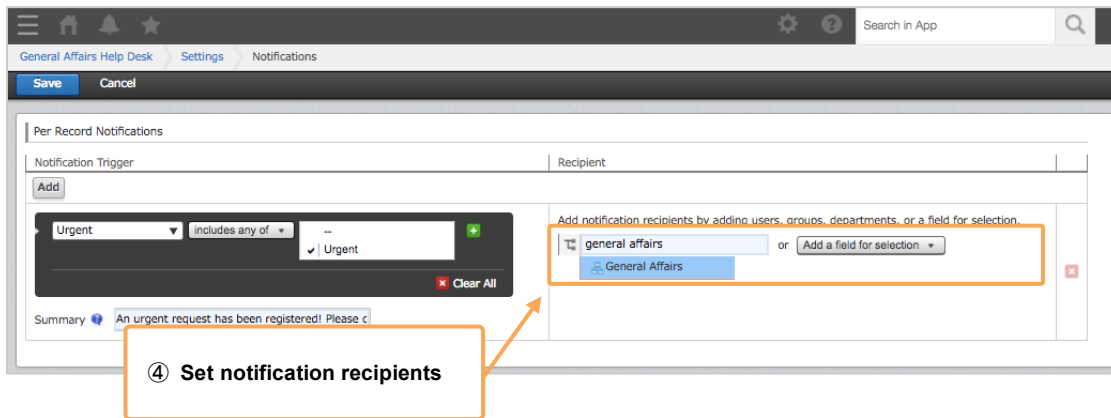 Search in App
General Affairs Help Desk Settings Notifications
Save Cancel
Per Record Notifications
Notification Trigger Recipient
Add
Add notification recipients by adding users, groups, departments, or a field for selection.
Urgent includes any of --
✔ Urgent
general affairs or Add a field for selection
General Affairs
Clear All
Summary An urgent request has been registered! Please c
④ Set notification recipients